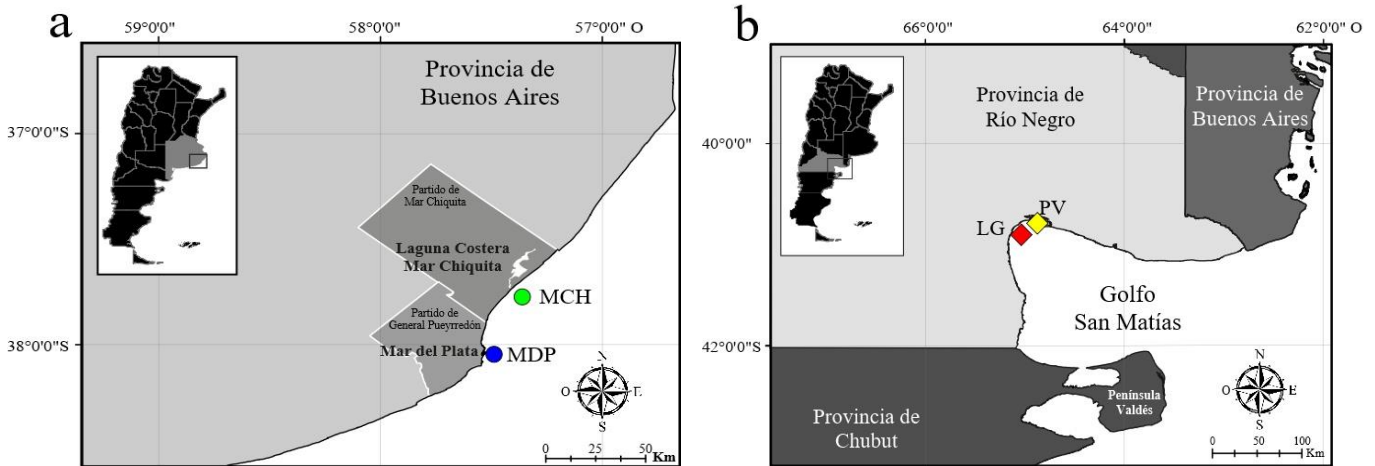 a
59°0'0"
58°0'0"
57°0'0 O
37°0'0"S
38°0'0"S
Provincia de
Buenos Aires
Partido de
Mar Chiquita
Laguna Costera
Mar Chiquita
MCH
Partido de
General Pueyrredón
Mar del Plata
MDP
N
O
E
S
0 25 50
Km
b
66°0'0"
64°0'0"
62°0'0" O
40°0'0"
42°0'0"S
Provincia de
Río Negro
Provincia de
Buenos Aires
PV
LG
Golfo
San Matías
Península
Valdés
Provincia de
Chubut
N
O
E
S
0 50 100
Km